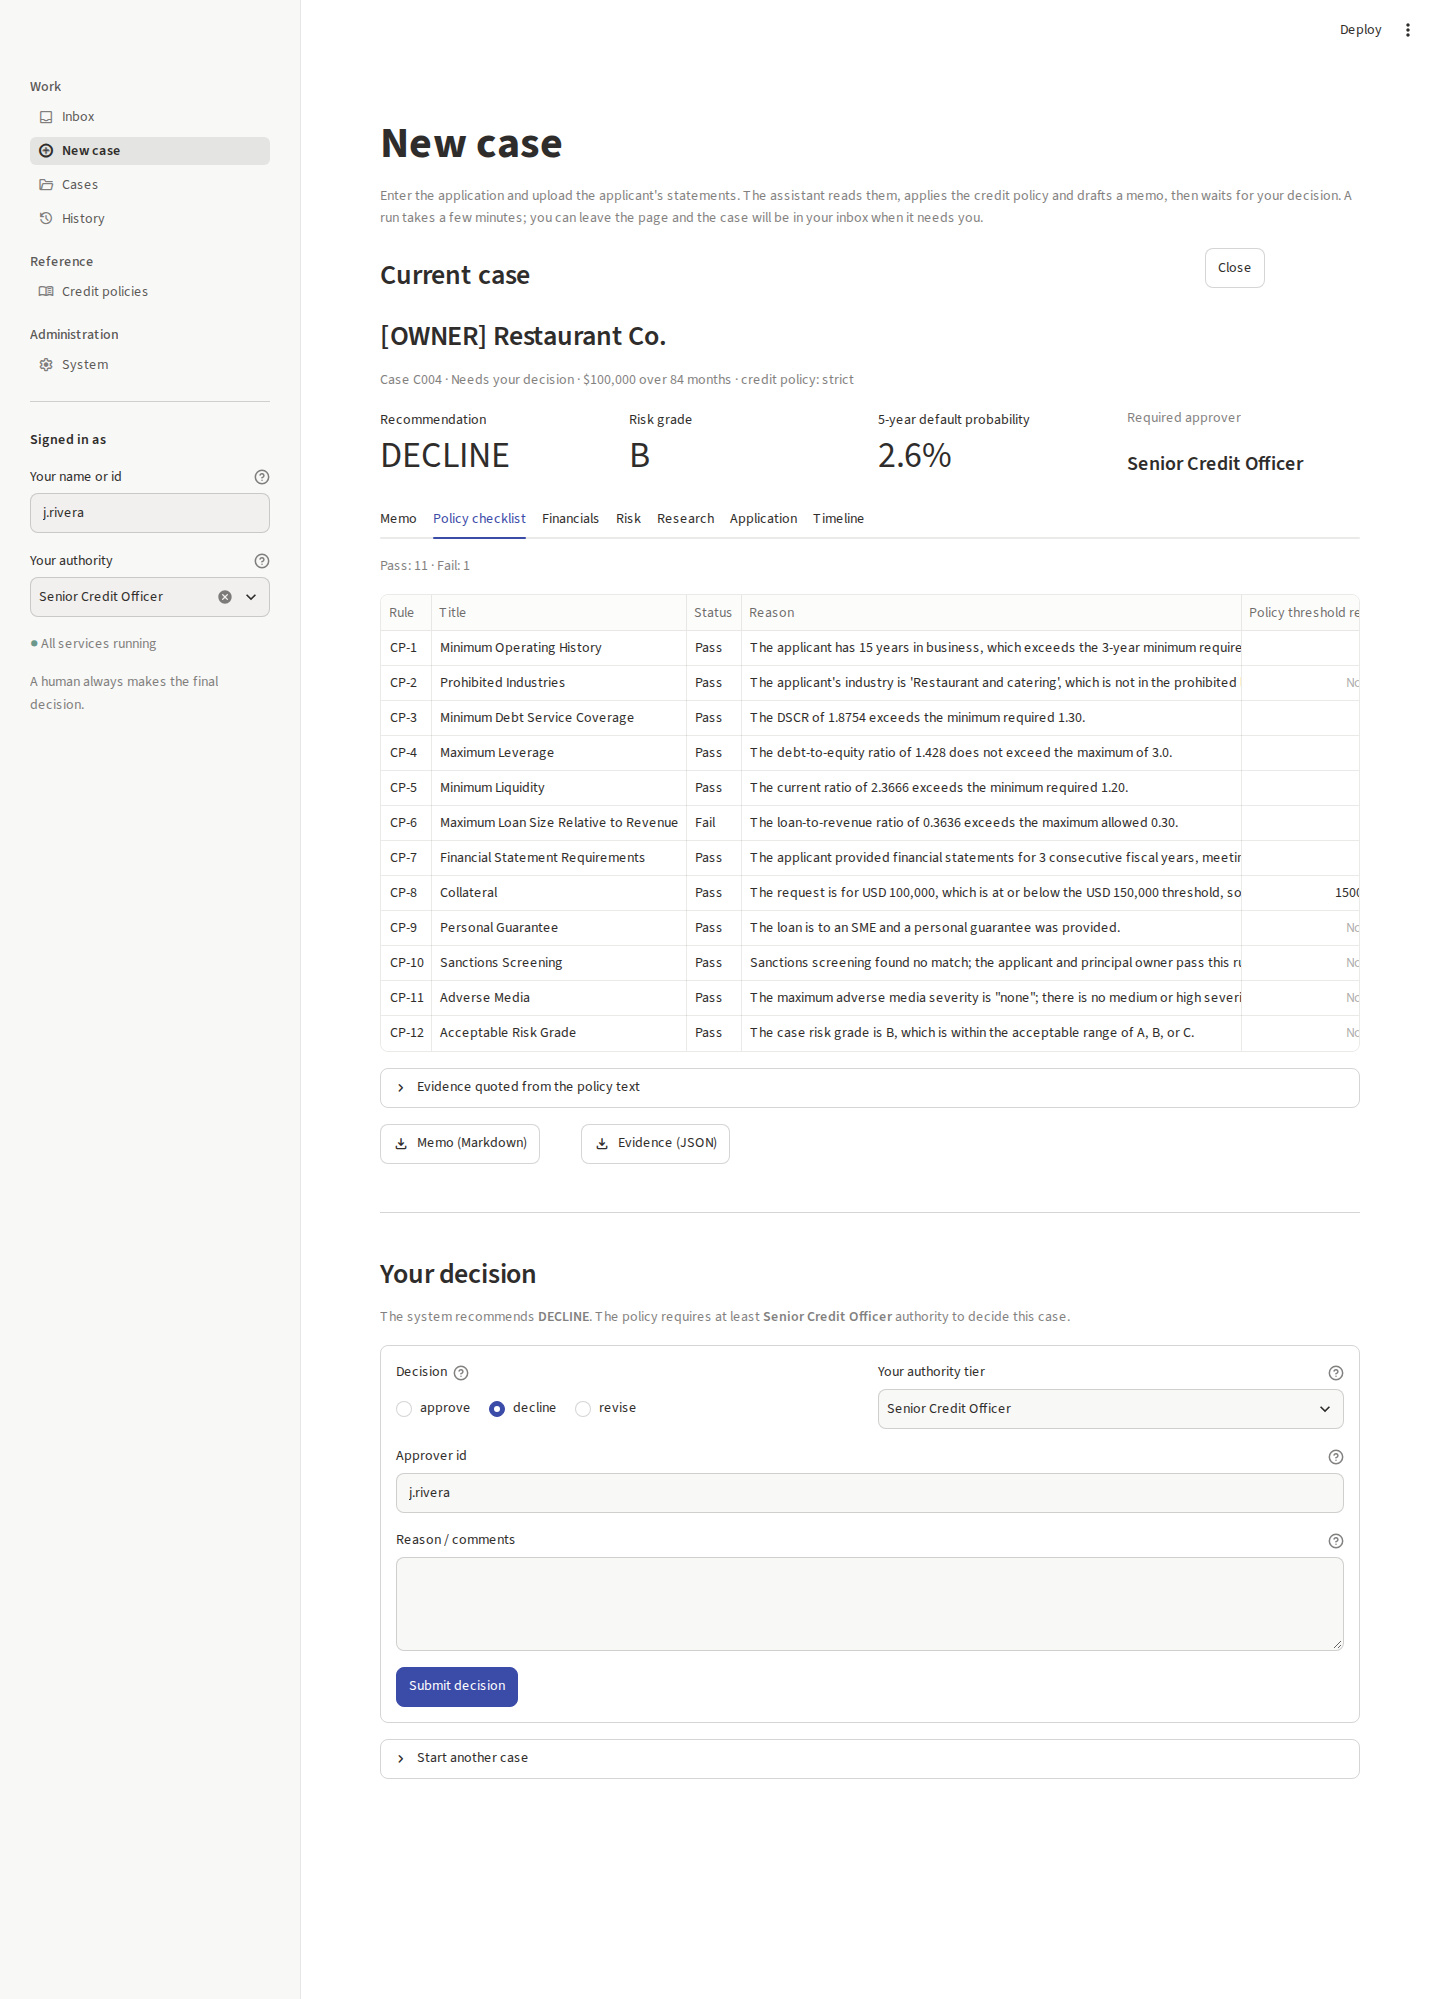 Deploy
Work
Inbox
New case
Cases
History
Reference
Credit policies
Administration
System
Signed in as
Your name or id
j.rivera
Your authority
Senior Credit Officer
All services running
A human always makes the final
decision.
New case
Enter the application and upload the applicant's statements. The assistant reads them, applies the credit policy and drafts a memo, then waits for your decision. A
run takes a few minutes; you can leave the page and the case will be in your inbox when it needs you.
Current case
Close
[OWNER] Restaurant Co.
Case C004 · Needs your decision · $100,000 over 84 months · credit policy: strict
Recommendation
DECLINE
Risk grade
B
5-year default probability
2.6%
Required approver
Senior Credit Officer
Memo Policy checklist Financials Risk Research Application Timeline
Pass: 11 · Fail: 1
Rule Title Status Reason Policy threshold re
CP-1 Minimum Operating History Pass The applicant has 15 years in business, which exceeds the 3-year minimum require
CP-2 Prohibited Industries Pass The applicant's industry is 'Restaurant and catering', which is not in the prohibited No
CP-3 Minimum Debt Service Coverage Pass The DSCR of 1.8754 exceeds the minimum required 1.30.
CP-4 Maximum Leverage Pass The debt-to-equity ratio of 1.428 does not exceed the maximum of 3.0.
CP-5 Minimum Liquidity Pass The current ratio of 2.3666 exceeds the minimum required 1.20.
CP-6 Maximum Loan Size Relative to Revenue Fail The loan-to-revenue ratio of 0.3636 exceeds the maximum allowed 0.30.
CP-7 Financial Statement Requirements Pass The applicant provided financial statements for 3 consecutive fiscal years, meetin
CP-8 Collateral Pass The request is for USD 100,000, which is at or below the USD 150,000 threshold, so 1500
CP-9 Personal Guarantee Pass The loan is to an SME and a personal guarantee was provided. No
CP-10 Sanctions Screening Pass Sanctions screening found no match; the applicant and principal owner pass this ru No
CP-11 Adverse Media Pass The maximum adverse media severity is "none"; there is no medium or high severi No
CP-12 Acceptable Risk Grade Pass The case risk grade is B, which is within the acceptable range of A, B, or C. No
Evidence quoted from the policy text
Memo (Markdown) Evidence (JSON)
Your decision
The system recommends DECLINE. The policy requires at least Senior Credit Officer authority to decide this case.
Decision
approve decline revise
Your authority tier
Senior Credit Officer
Approver id
j.rivera
Reason / comments
Submit decision
Start another case